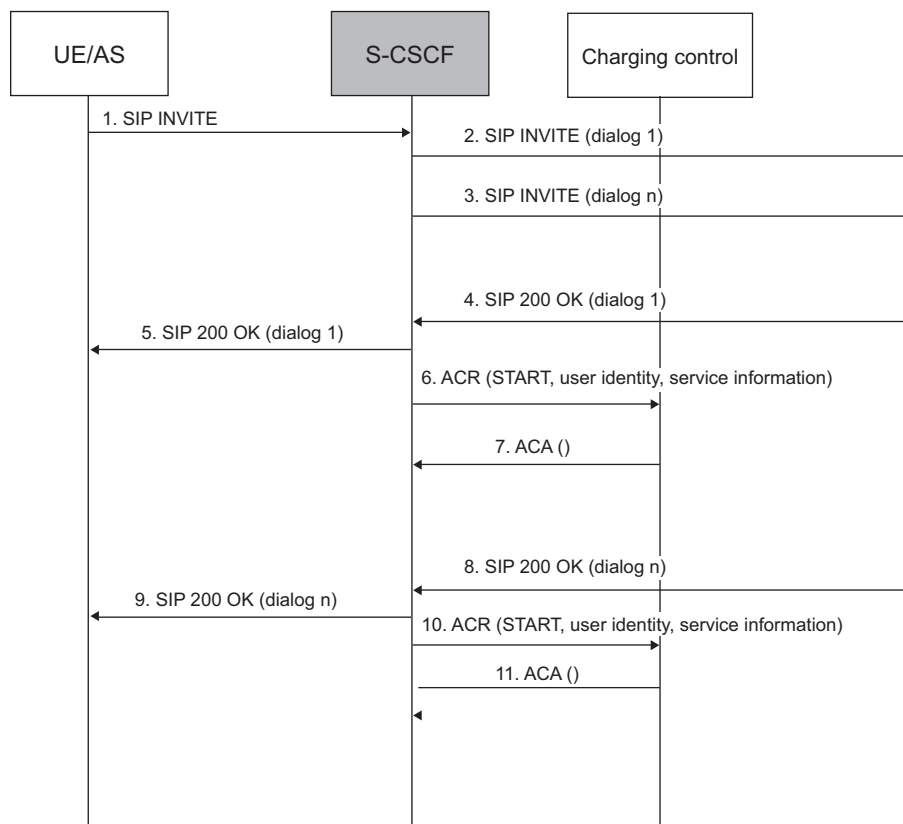 UE/AS
S-CSCF
Charging control
1. SIP INVITE
2. SIP INVITE (dialog 1)
3. SIP INVITE (dialog n)
4. SIP 200 OK (dialog 1)
5. SIP 200 OK (dialog 1)
6. ACR (START, user identity, service information)
7. ACA ()
8. SIP 200 OK (dialog n)
9. SIP 200 OK (dialog n)
10. ACR (START, user identity, service information)
11. ACA ()